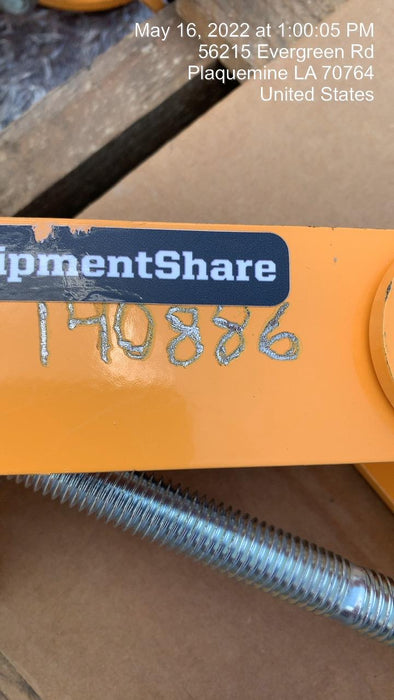 May 16, 2022 at 1:00:05 PM
56215 Evergreen Rd
Plaquemine LA 70764
United States
ipmentShare
140886